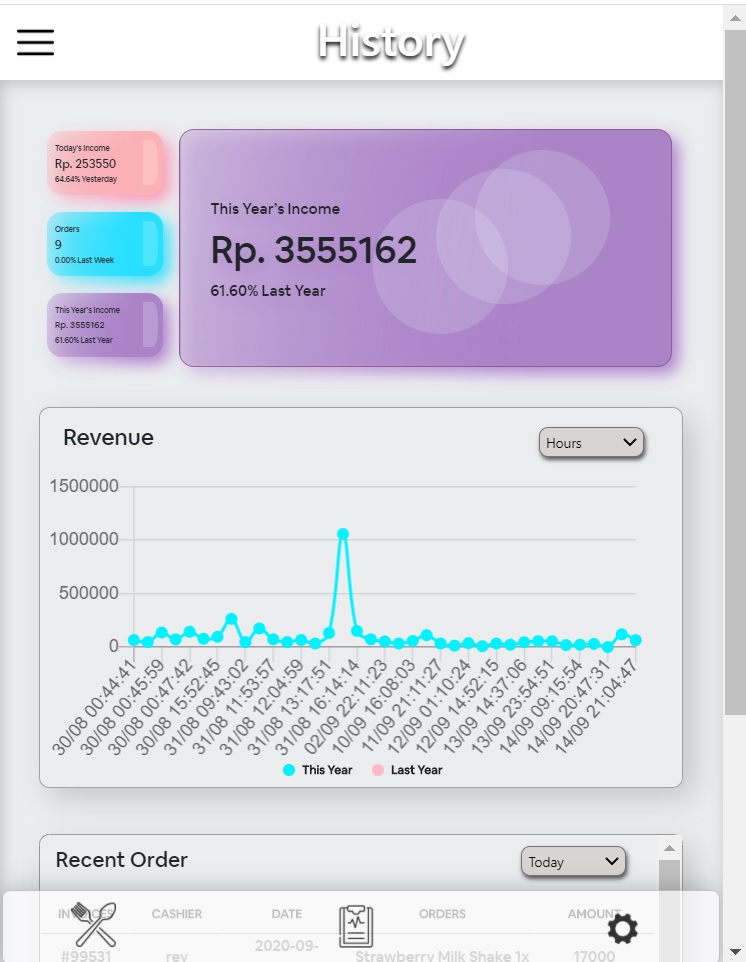 History
Today's Income
Rp. 253550
64.64% Yesterday
Orders
9
0.00% Last Week
This Year's Income
Rp. 3555162
61.60% Last Year
This Year's Income
Rp. 3555162
61.60% Last Year
Revenue
Hours
1500000
1000000
500000
0
30/08 00:44:41
30/08 00:45:59
30/08 00:47:42
30/08 15:52:45
31/08 09:43:02
31/08 11:53:57
31/08 12:04:59
31/08 13:17:51
31/08 16:14:14
02/09 22:11:23
10/09 16:08:03
11/09 21:11:27
12/09 01:10:24
12/09 14:52:15
13/09 14:37:06
13/09 23:54:51
14/09 09:15:54
14/09 20:47:31
14/09 21:04:47
This Year Last Year
Recent Order
Today
INVOICES CASHIER DATE ORDERS AMOUNT
2020-09-
#99531 rey Strawberry Milk Shake 1x 17000